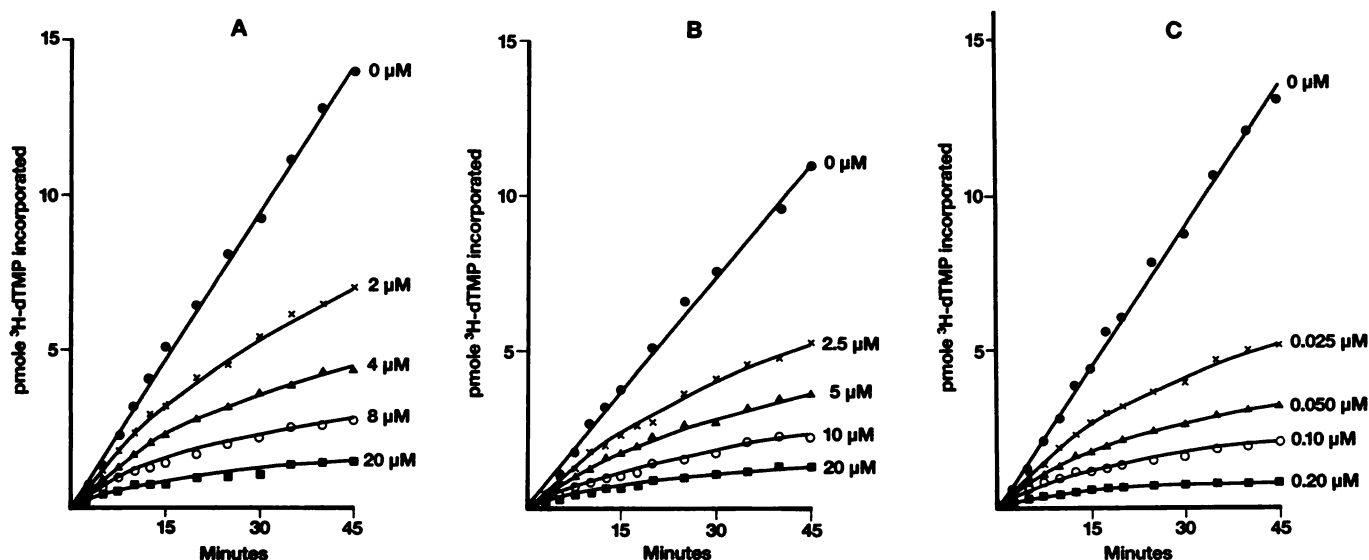 A
15
10
5
pmole ³H-dTMP incorporated
0 µM
2 µM
4 µM
8 µM
20 µM
15
30
45
Minutes
B
15
10
5
pmole ³H-dTMP incorporated
0 µM
2.5 µM
5 µM
10 µM
20 µM
15
30
45
Minutes
C
15
10
5
pmole ³H-dTMP incorporated
0 µM
0.025 µM
0.050 µM
0.10 µM
0.20 µM
15
30
45
Minutes